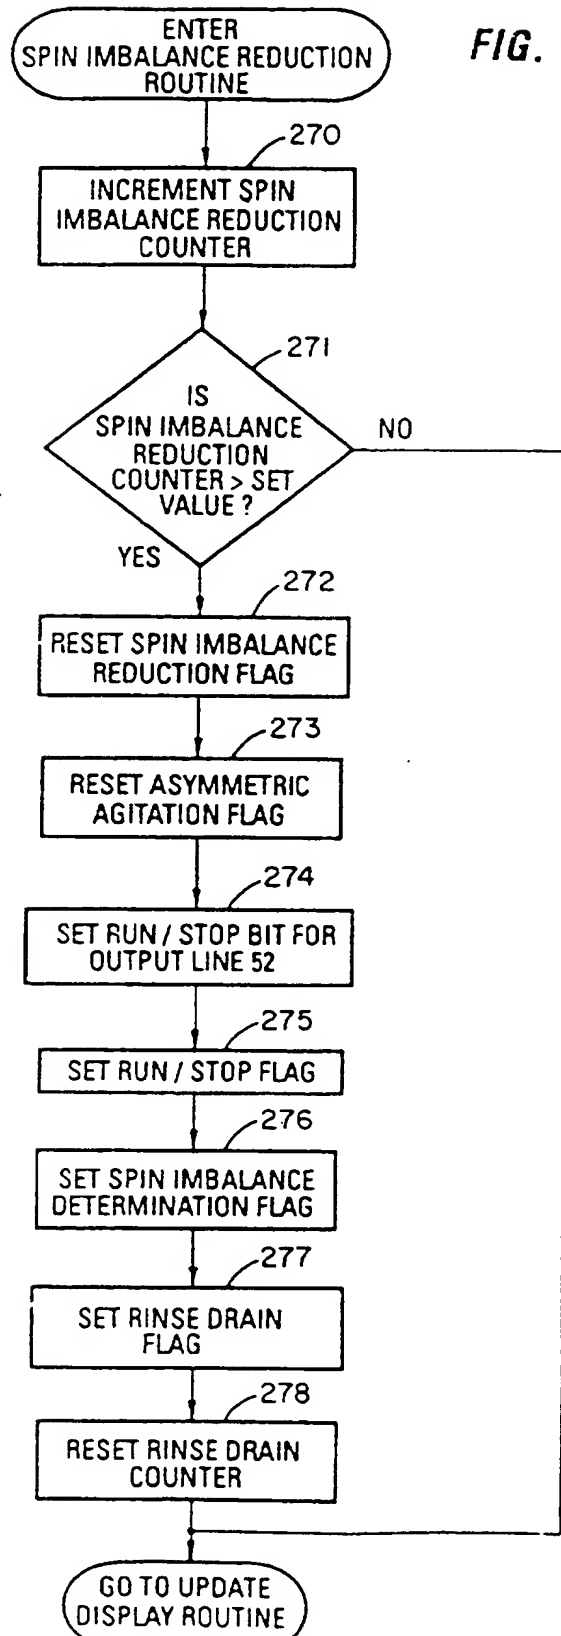 ENTER
SPIN IMBALANCE REDUCTION
ROUTINE
FIG.
270
INCREMENT SPIN
IMBALANCE REDUCTION
COUNTER
271
IS
SPIN IMBALANCE
REDUCTION
COUNTER > SET
VALUE ?
NO
YES
272
RESET SPIN IMBALANCE
REDUCTION FLAG
273
RESET ASYMMETRIC
AGITATION FLAG
274
SET RUN / STOP BIT FOR
OUTPUT LINE 52
275
SET RUN / STOP FLAG
276
SET SPIN IMBALANCE
DETERMINATION FLAG
277
SET RINSE DRAIN
FLAG
278
RESET RINSE DRAIN
COUNTER
GO TO UPDATE
DISPLAY ROUTINE